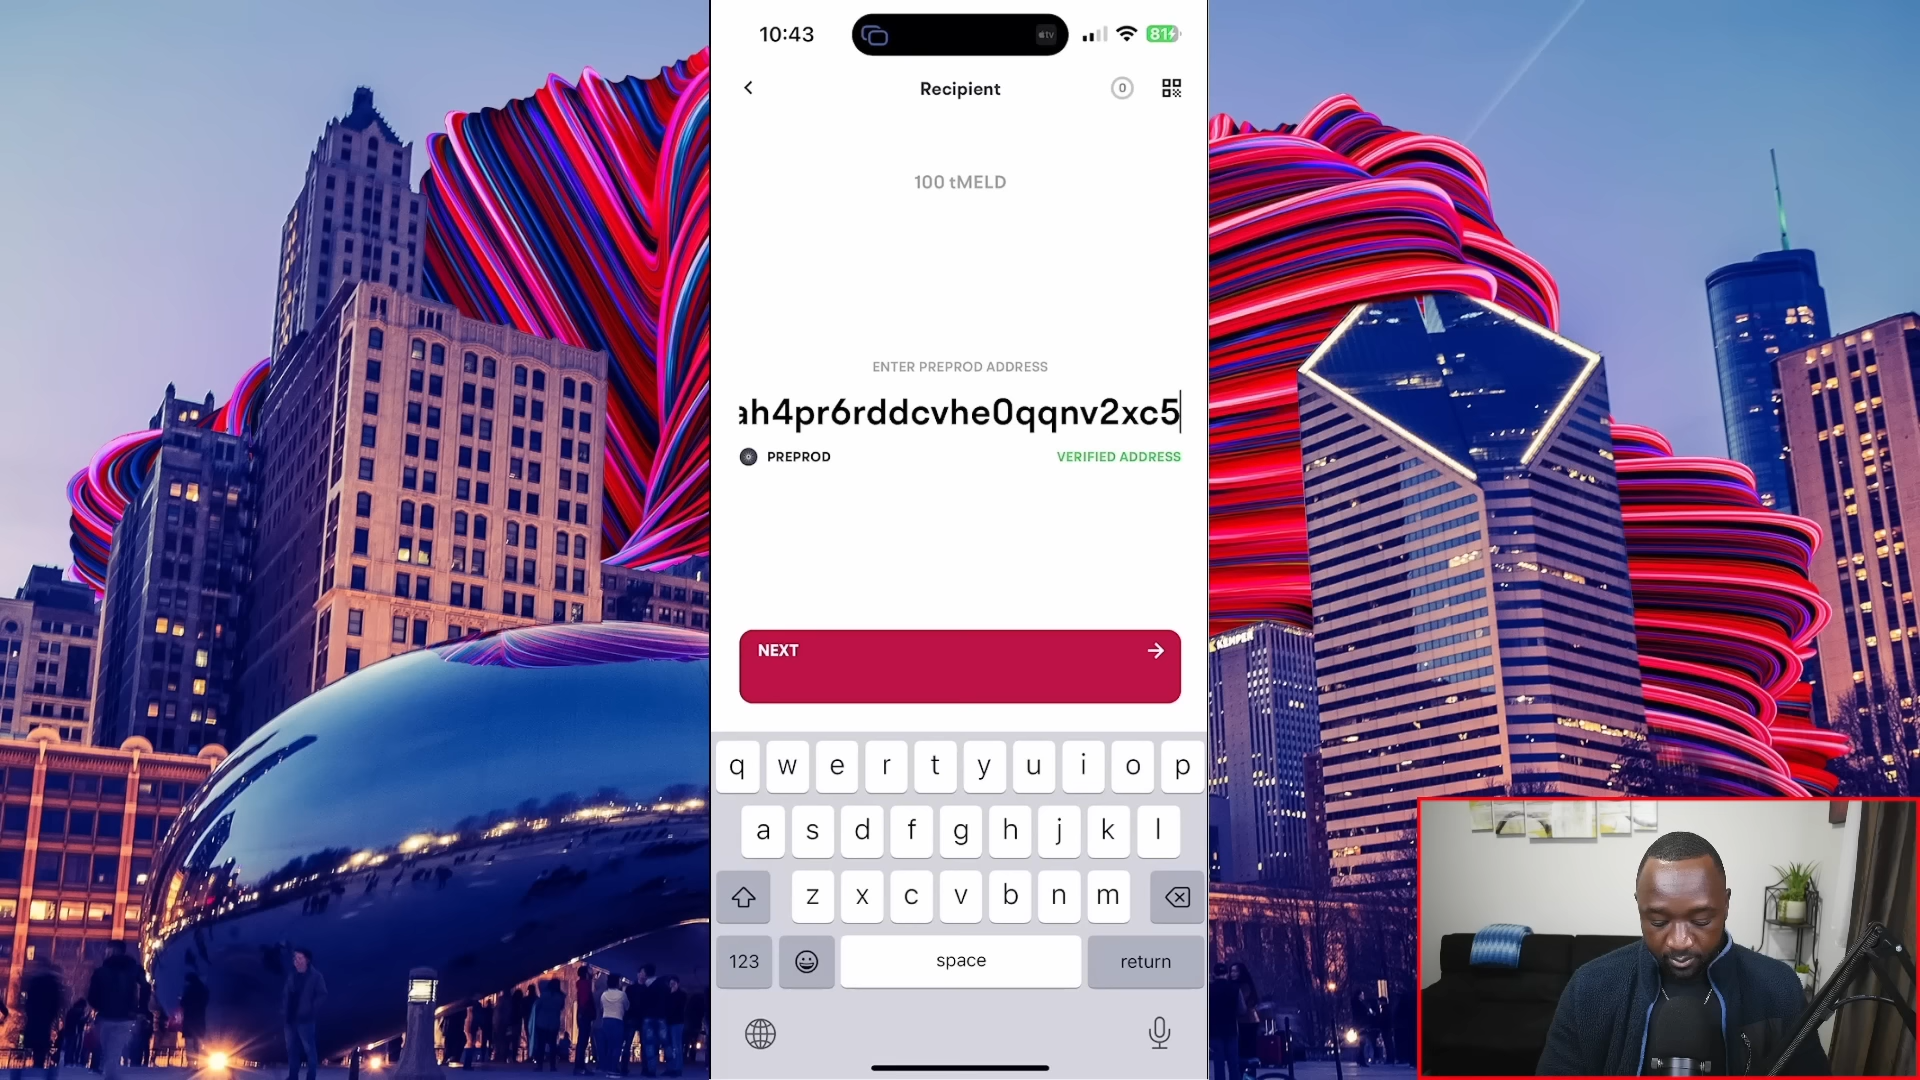 10:43
tv
81
Recipient
0
100 tMELD
ENTER PREPROD ADDRESS
ah4pr6rddcvhe0qqnv2xc5
PREPROD
VERIFIED ADDRESS
NEXT
q w e r t y u i o p
a s d f g h j k l
z x c v b n m
123
space
return
KEMPER